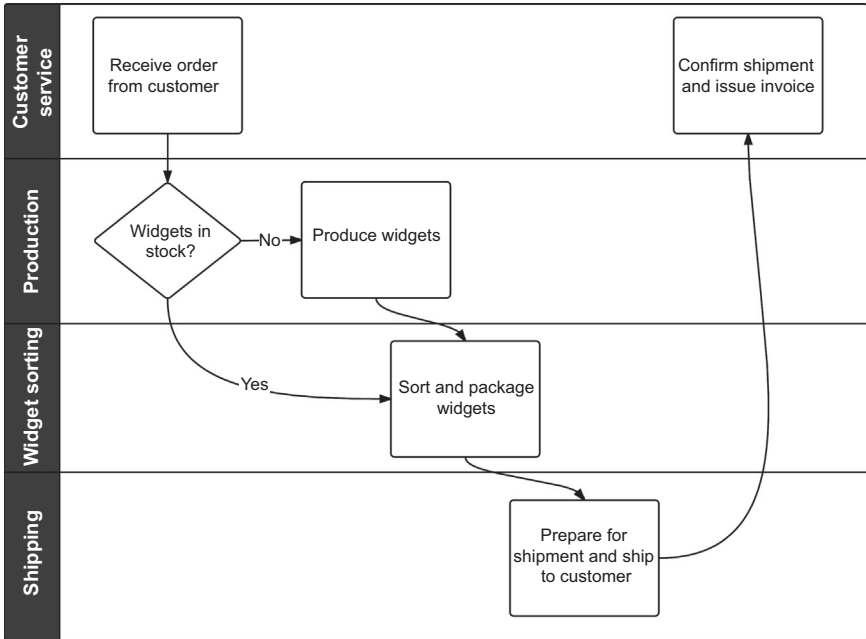 Customer
service
Receive order
from customer
Confirm shipment
and issue invoice
Production
Widgets in
stock?
No
Produce widgets
Widget sorting
Yes
Sort and package
widgets
Shipping
Prepare for
shipment and ship
to customer